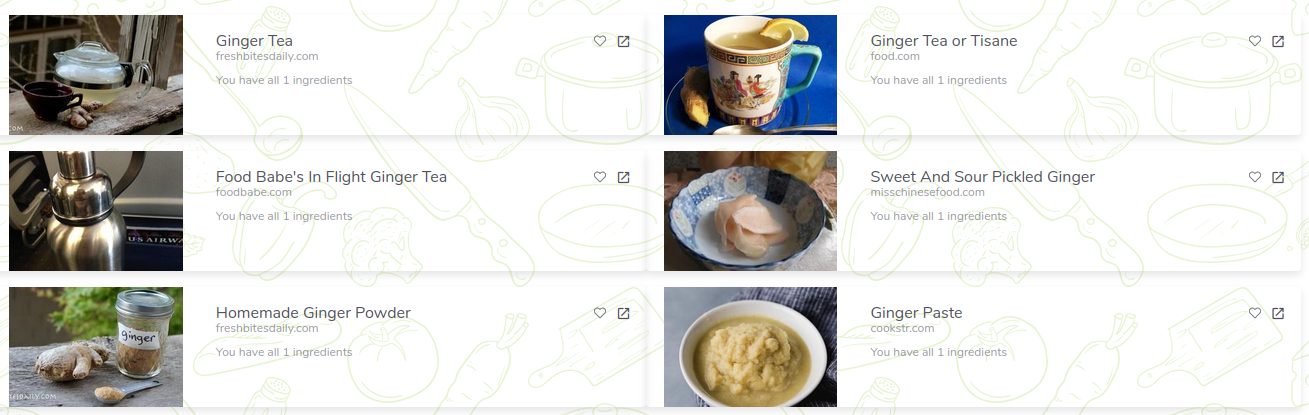 Ginger Tea
freshbitesdaily.com
You have all 1 ingredients
Ginger Tea or Tisane
food.com
You have all 1 ingredients
Food Babe's In Flight Ginger Tea
foodbabe.com
You have all 1 ingredients
US AIRWA
Sweet And Sour Pickled Ginger
misschinesefood.com
You have all 1 ingredients
Homemade Ginger Powder
freshbitesdaily.com
You have all 1 ingredients
ginger
Ginger Paste
cookstr.com
You have all 1 ingredients